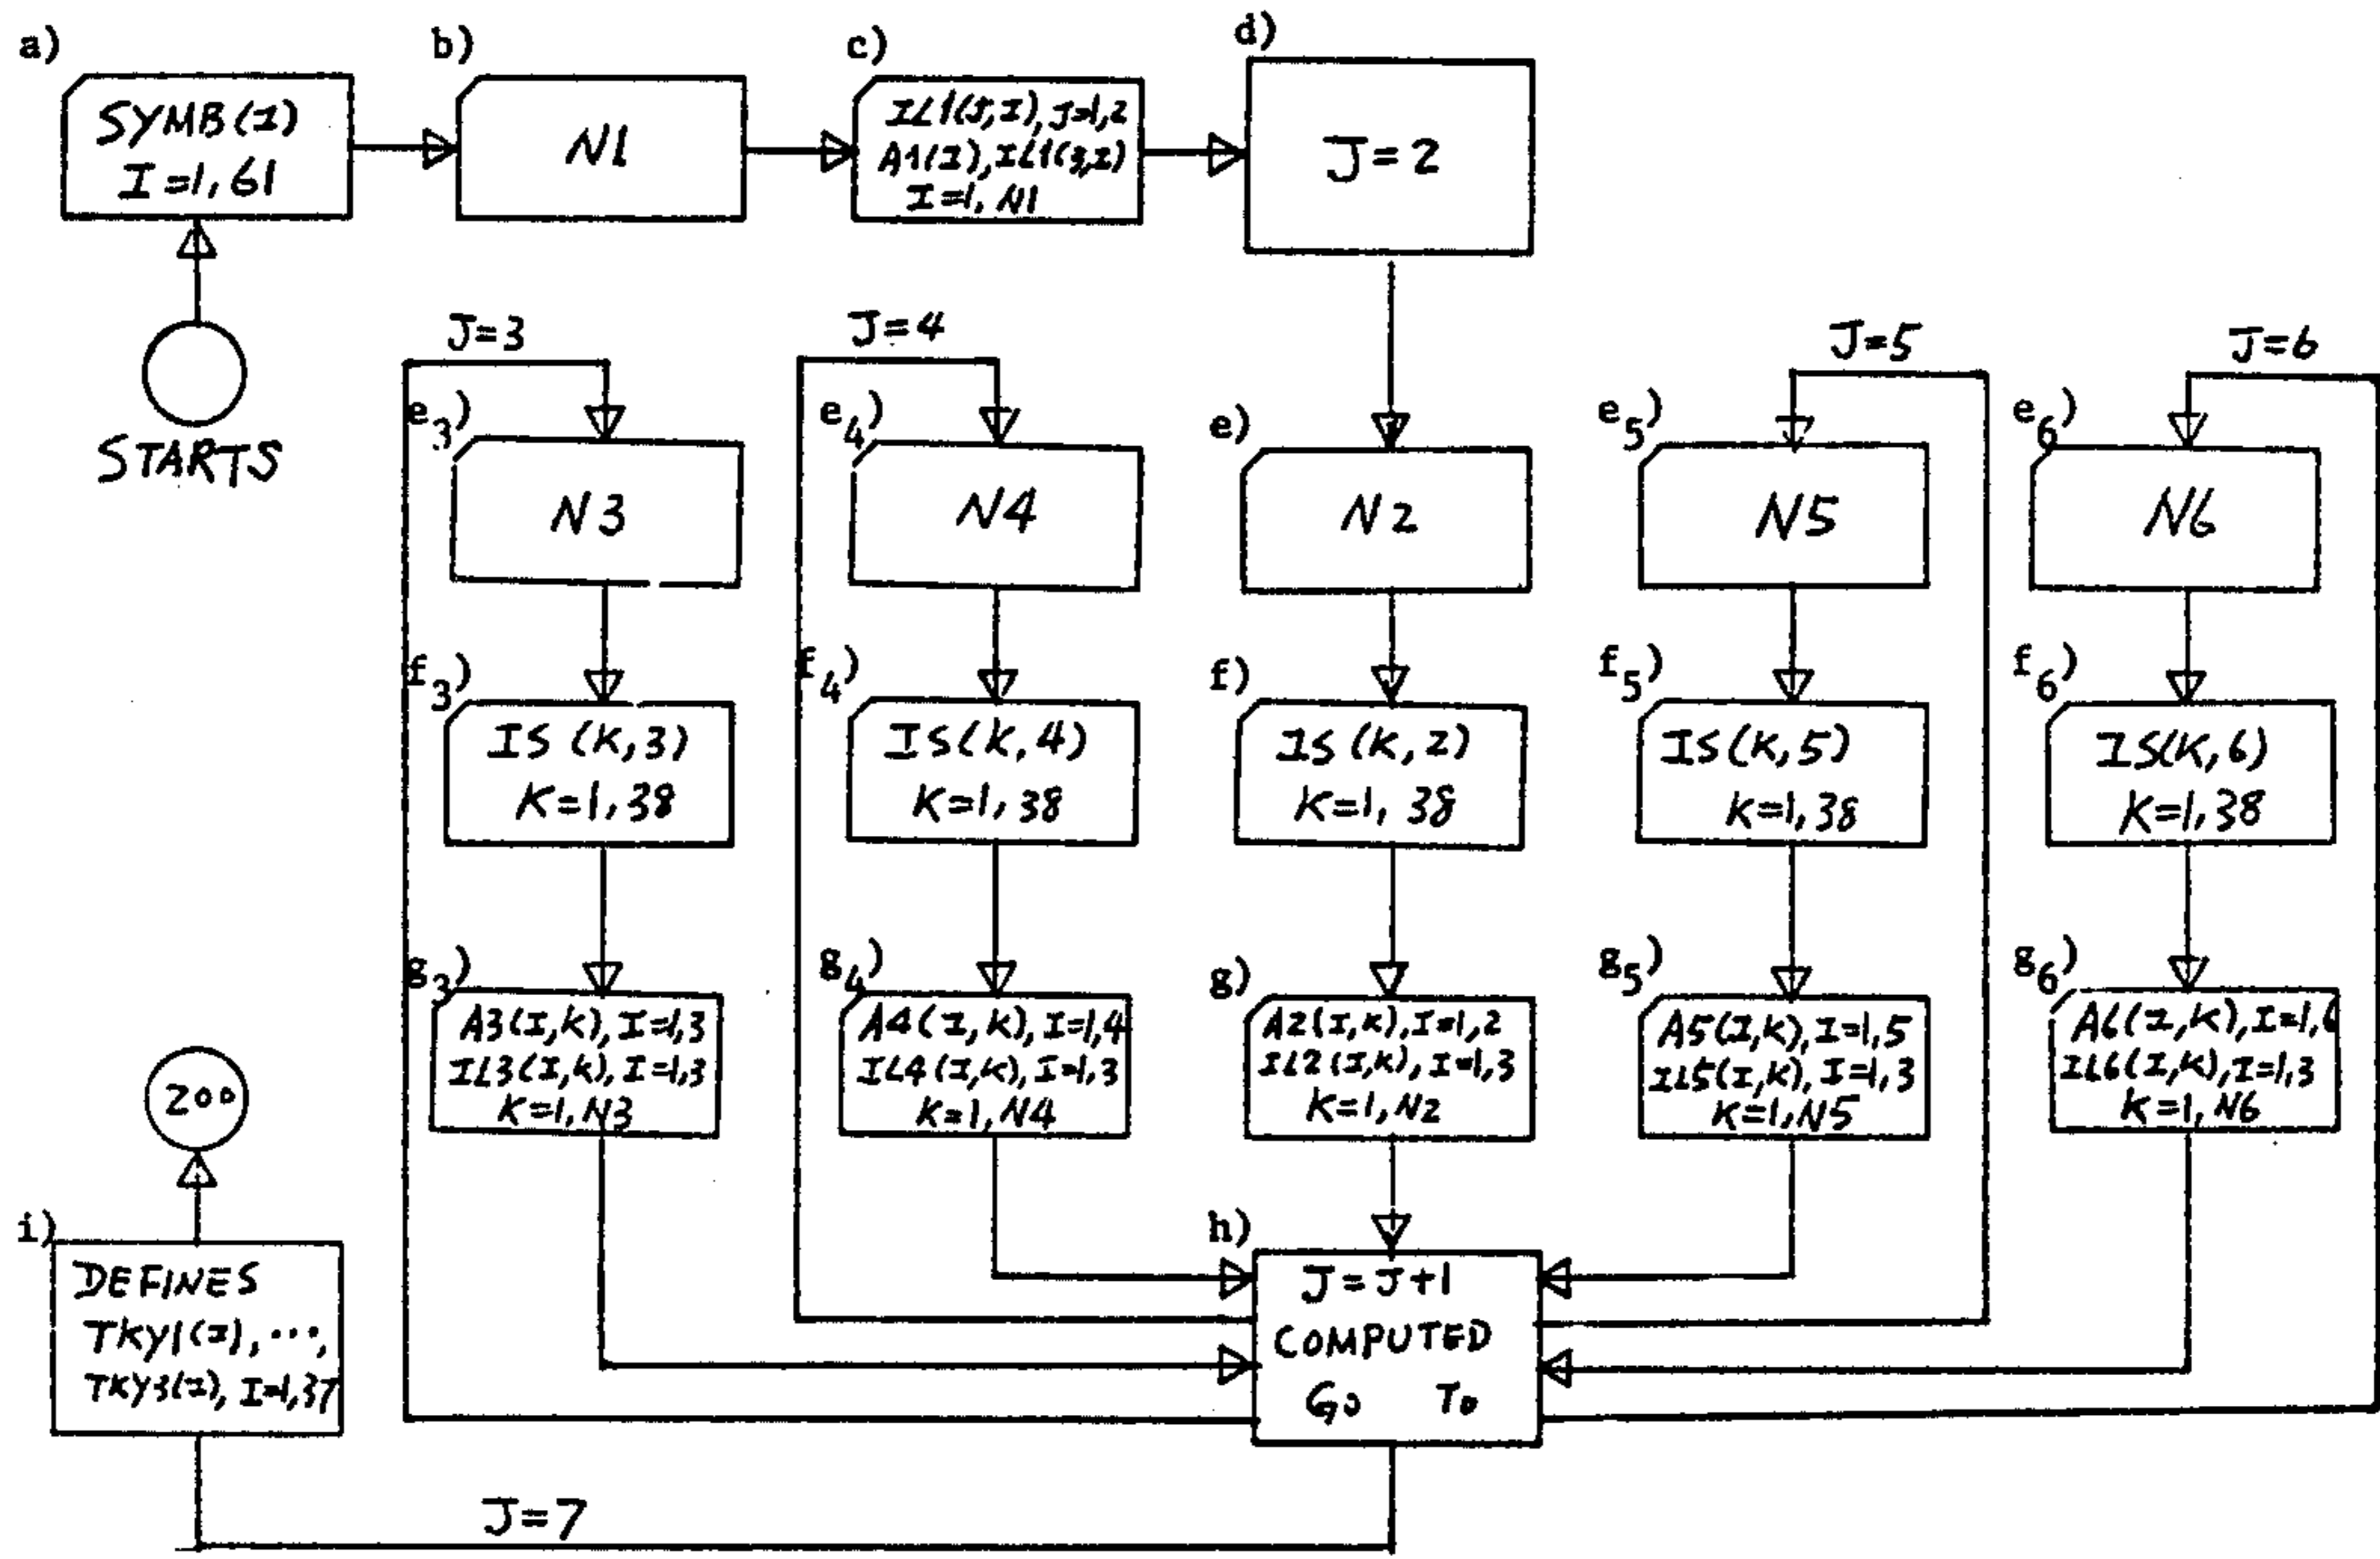 a)
SYMB(I)
I=1,61
b)
N1
c)
IL1(J,I), J=1,2
A1(I), IL1(3,I)
I=1, N1
d)
J=2
STARTS
J=3
e3)
N3
J=4
e4)
N4
e)
N2
J=5
e5)
N5
J=6
e6)
N6
f3)
IS (K,3)
K=1,38
f4)
IS(K,4)
K=1,38
f)
IS (K,2)
K=1, 38
f5)
IS(K,5)
K=1,38
f6)
IS(K,6)
K=1,38
g3)
A3(I,K), I=1,3
IL3(I,K), I=1,3
K=1,N3
g4)
A4(I,K), I=1,4
IL4(I,K), I=1,3
K=1,N4
g)
A2(I,K), I=1,2
IL2(I,K), I=1,3
K=1,N2
g5)
A5(I,K), I=1,5
IL5(I,K), I=1,3
K=1,N5
g6)
A6(I,K), I=1,6
IL6(I,K), I=1,3
K=1, N6
200
i)
DEFINES
TKY1(I), ...,
TKY3(I), I=1,37
h)
J=J+1
COMPUTED
GO TO
J=7